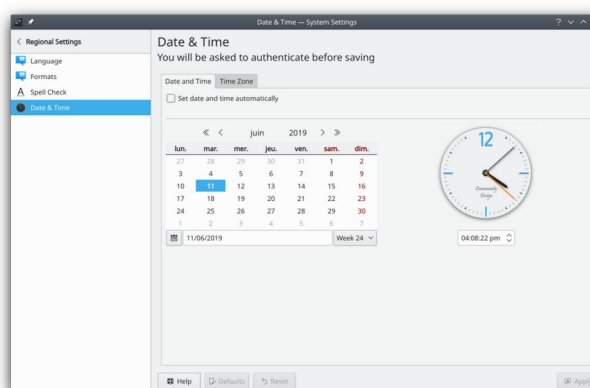 Date & Time — System Settings
Regional Settings
Language
Formats
Spell Check
Date & Time
Date & Time
You will be asked to authenticate before saving
Date and Time
Time Zone
Set date and time automatically
juin 2019
lun. mar. mer. jeu. ven. sam. dim.
27 28 29 30 31 1 2
3 4 5 6 7 8 9
10 11 12 13 14 15 16
17 18 19 20 21 22 23
24 25 26 27 28 29 30
1 2 3 4 5 6 7
11/06/2019
Week 24
12
Community
Design
04:08:22 pm
Help
Defaults
Reset
Apply